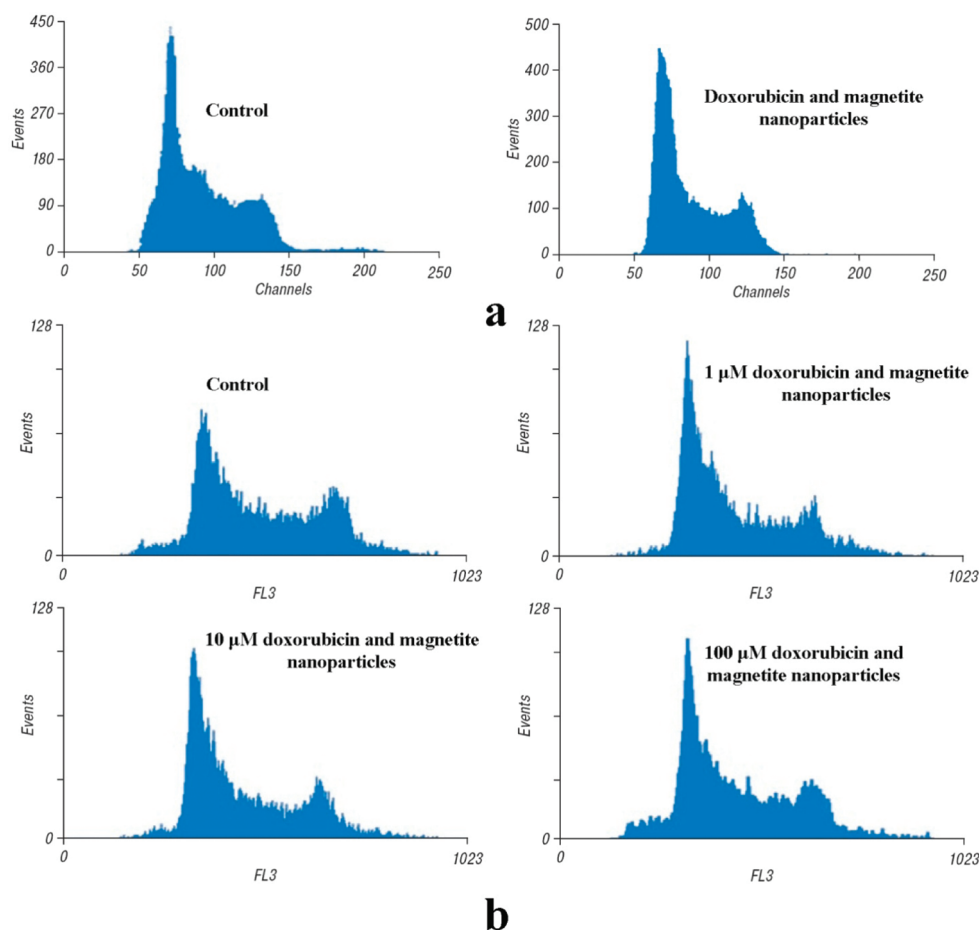 450
360
270
180
90
0
Events
Control
0
50
100
150
200
250
Channels
500
400
300
200
100
0
Events
Doxorubicin and magnetite
nanoparticles
0
50
100
150
200
250
Channels
a
128
0
Events
Control
0
1023
FL3
128
0
Events
1 μM doxorubicin and magnetite
nanoparticles
0
1023
FL3
128
0
Events
10 μM doxorubicin and magnetite
nanoparticles
0
1023
FL3
128
0
Events
100 μM doxorubicin and
magnetite nanoparticles
0
1023
FL3
b